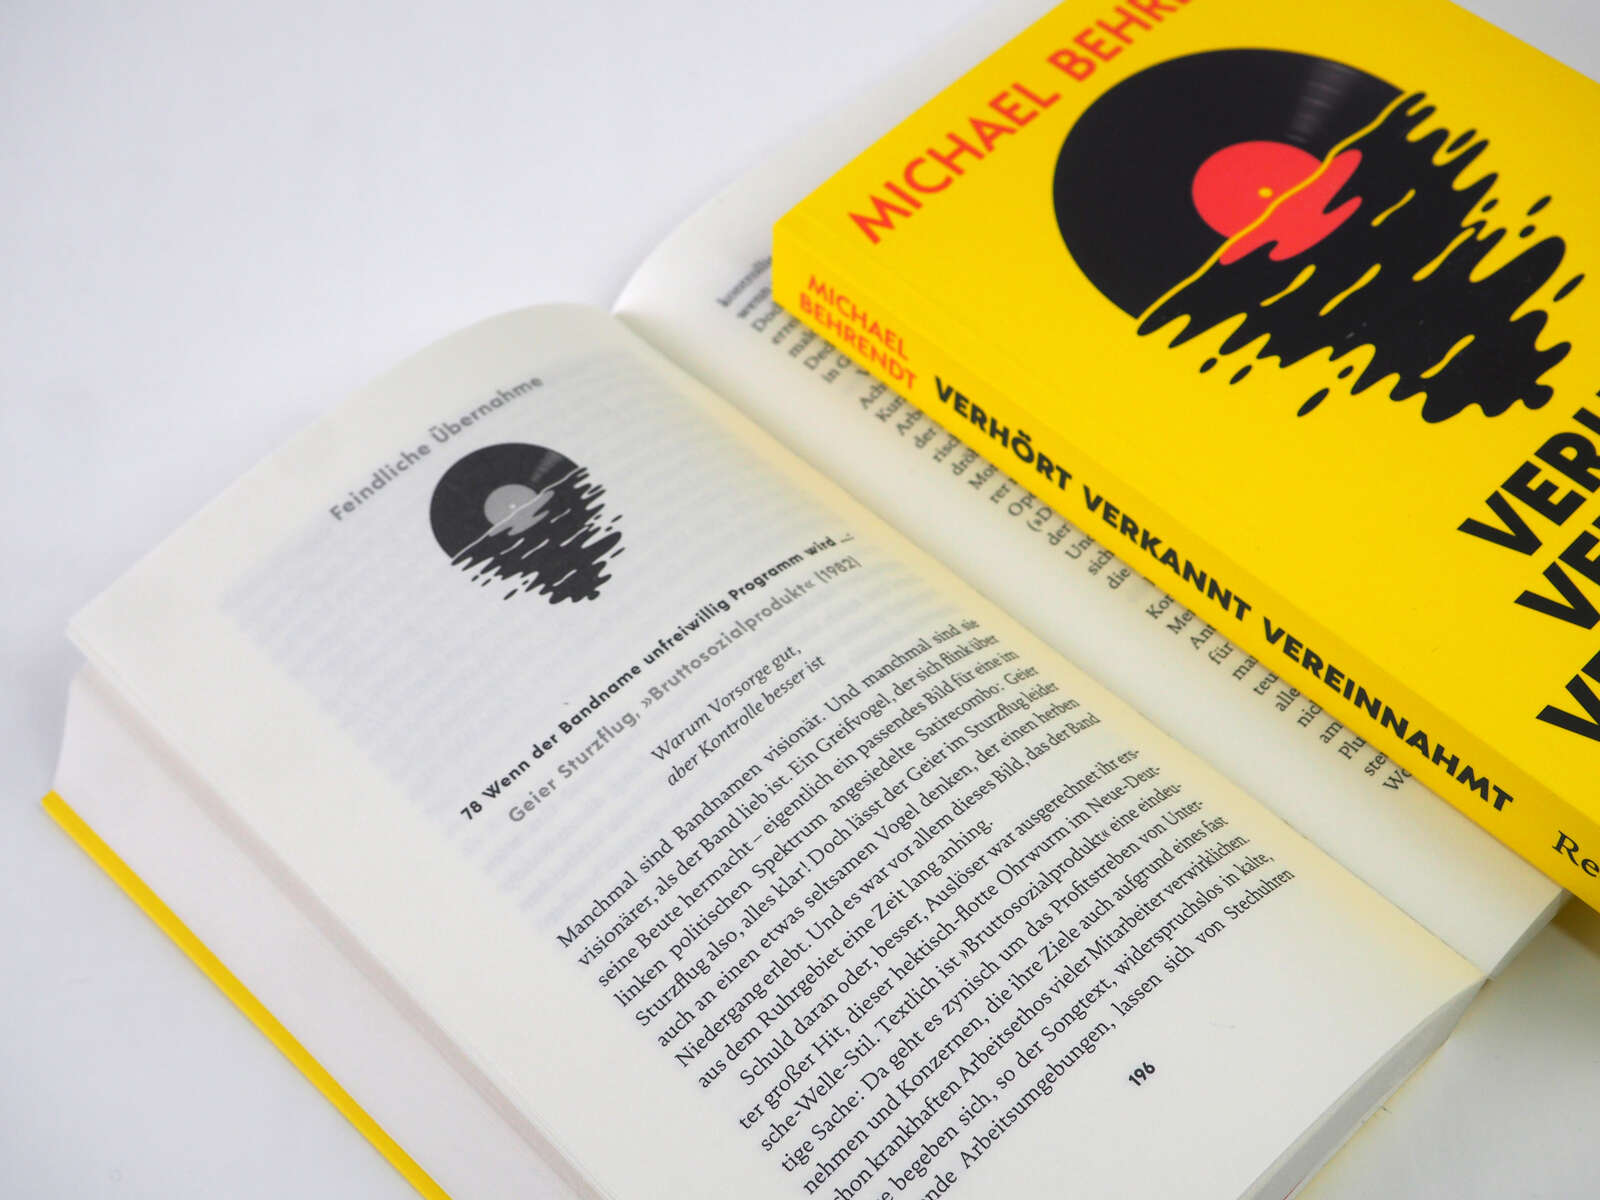 Feindliche Übernahme
78 Wenn der Bandname unfreiwillig Programm wird …:
Geier Sturzflug, »Bruttosozialprodukt« (1982)
Warum Vorsorge gut,
aber Kontrolle besser ist
Manchmal sind Bandnamen visionär. Und manchmal sind sie
visionärer, als der Band lieb ist. Ein Greifvogel, der sich flink über
seine Beute hermacht – eigentlich ein passendes Bild für eine im
linken politischen Spektrum angesiedelte Satirecombo: Geier
Sturzflug also, alles klar! Doch lässt der Geier im Sturzflug leider
auch an einen etwas seltsamen Vogel denken, der einen herben
Niedergang erlebt. Und es war vor allem dieses Bild, das der Band
aus dem Ruhrgebiet eine Zeit lang anhing.
Schuld daran oder, besser, Auslöser war ausgerechnet ihr ers-
ter großer Hit, dieser hektisch-flotte Ohrwurm im Neue-Deut-
sche-Welle-Stil. Textlich ist »Bruttosozialprodukt« eine eindeu-
tige Sache: Da geht es zynisch um das Profitstreben von Unter-
nehmen und Konzernen, die ihre Ziele auch aufgrund eines fast
chon krankhaften Arbeitsethos vieler Mitarbeiter verwirklichen.
e begeben sich, so der Songtext, widerspruchslos in kalte,
nde Arbeitsumgebungen, lassen sich von Stechuhren
196
MICHAEL BEHRE
MICHAEL
BEHRENDT
VERHÖRT VERKANNT VEREINNAHMT
Re
VER
VE
V